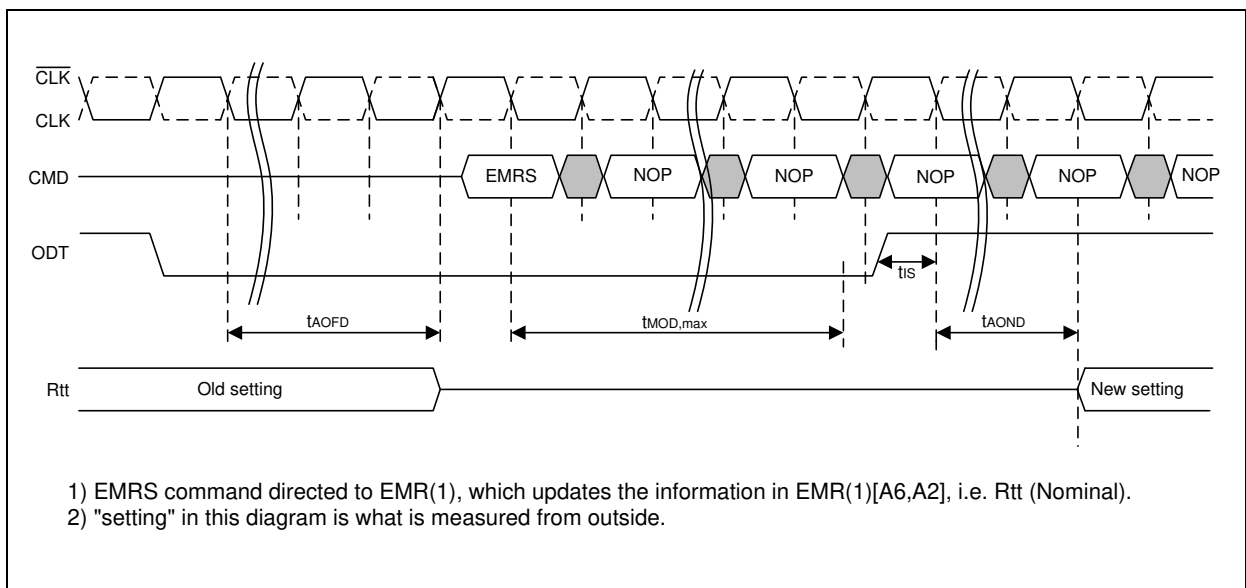 CLK
CLK
CMD
EMRS
NOP
NOP
NOP
NOP
NOP
ODT
tIS
tAOFD
tMOD,max
tAOND
Rtt
Old setting
New setting
1) EMRS command directed to EMR(1), which updates the information in EMR(1)[A6,A2], i.e. Rtt (Nominal).
2) "setting" in this diagram is what is measured from outside.